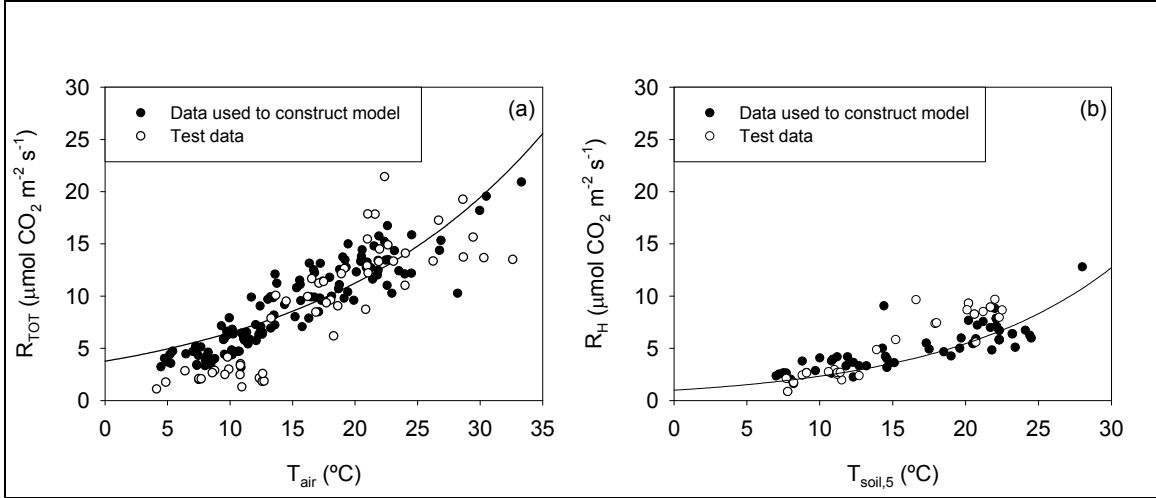 30
25
20
15
10
5
0
R_TOT (µmol CO₂ m⁻² s⁻¹)
Data used to construct model
Test data
(a)
0 5 10 15 20 25 30 35
T_air (ºC)
30
25
20
15
10
5
0
R_H (µmol CO₂ m⁻² s⁻¹)
Data used to construct model
Test data
(b)
0 5 10 15 20 25 30
T_soil,5 (ºC)